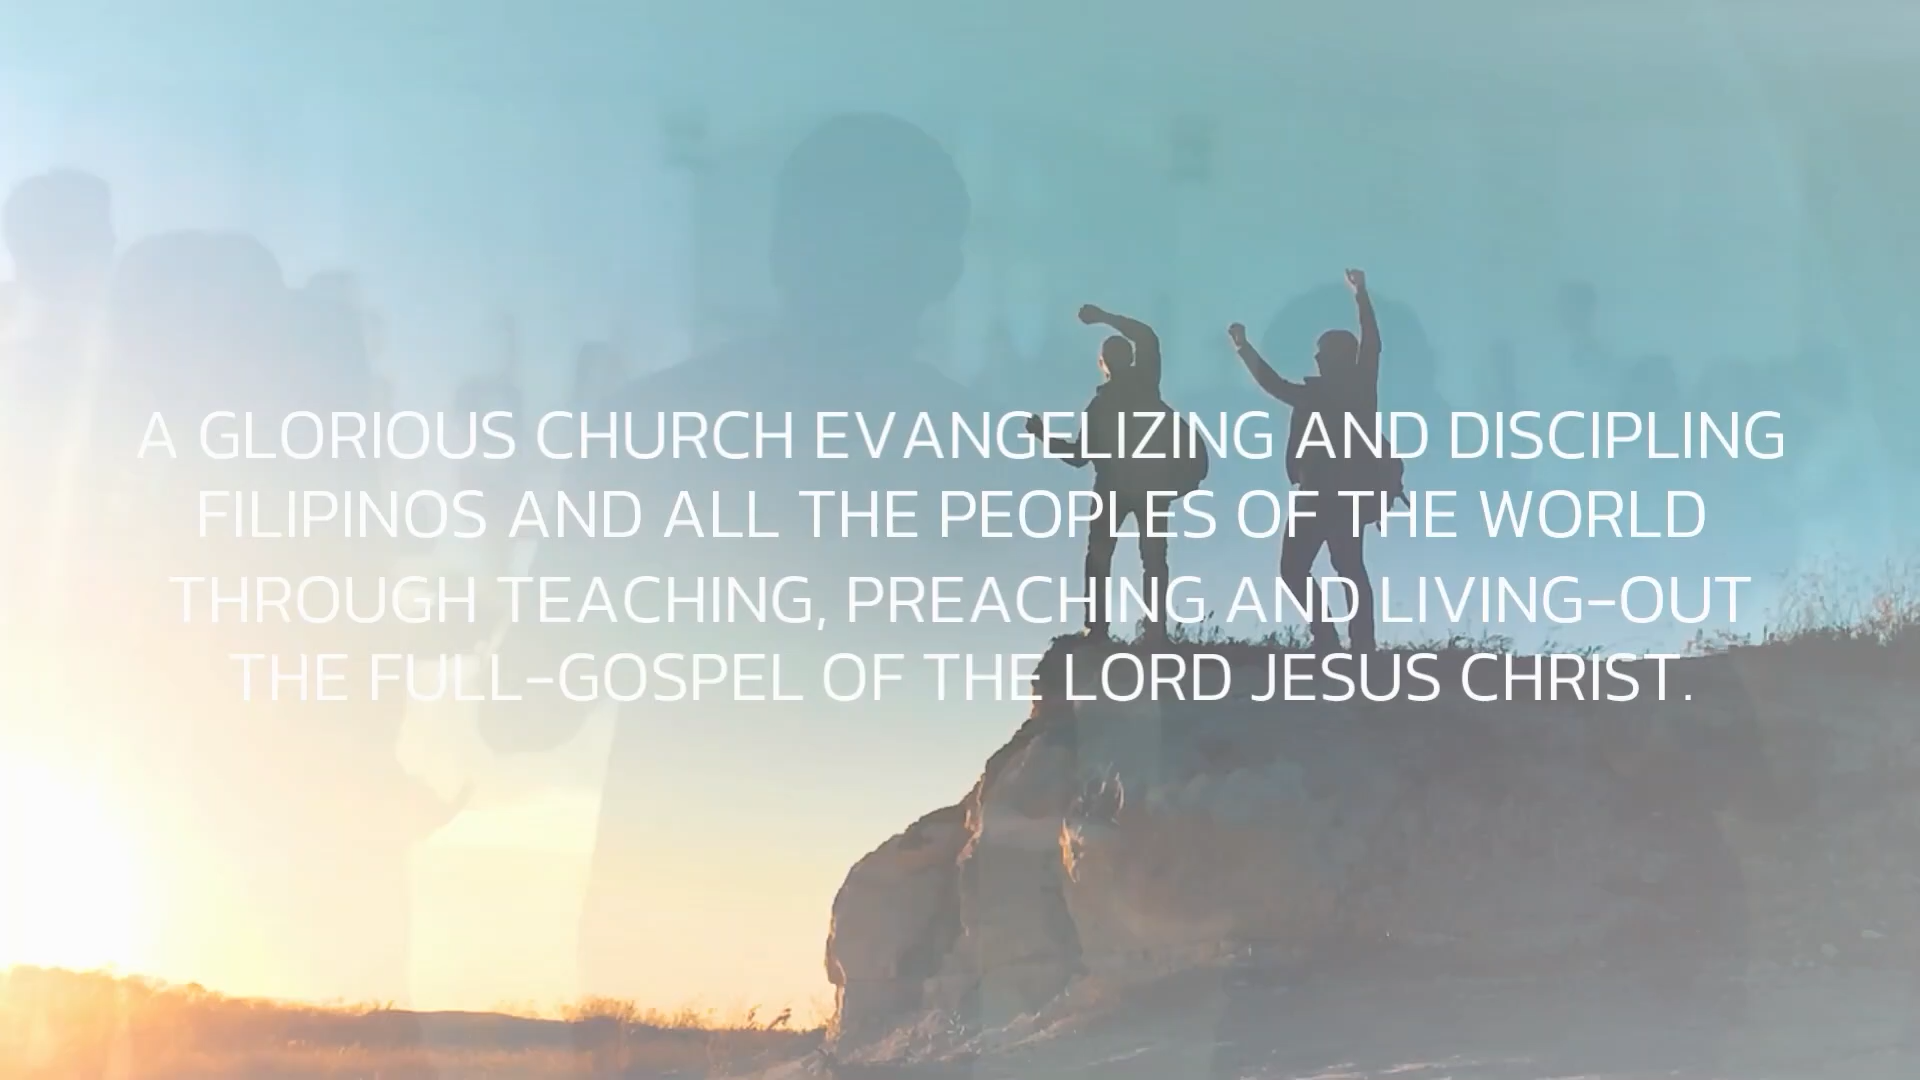 A GLORIOUS CHURCH EVANGELIZING AND DISCIPLING
FILIPINOS AND ALL THE PEOPLES OF THE WORLD
THROUGH TEACHING, PREACHING AND LIVING-OUT
THE FULL-GOSPEL OF THE LORD JESUS CHRIST.